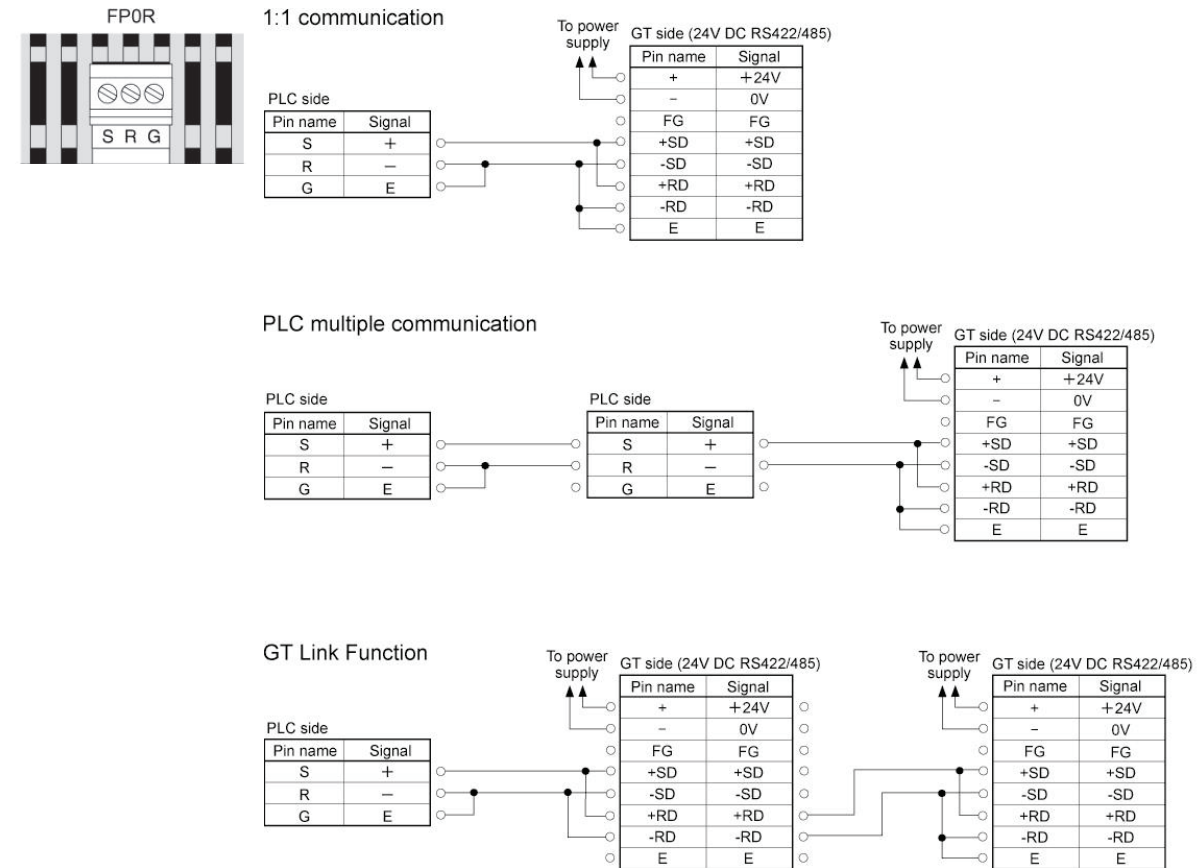 FP0R
S R G
1:1 communication
PLC side
Pin name Signal
S +
R −
G E
To power
supply
GT side (24V DC RS422/485)
Pin name Signal
+ +24V
− 0V
FG FG
+SD +SD
-SD -SD
+RD +RD
-RD -RD
E E
PLC multiple communication
PLC side
Pin name Signal
S +
R −
G E
PLC side
Pin name Signal
S +
R −
G E
To power
supply
GT side (24V DC RS422/485)
Pin name Signal
+ +24V
− 0V
FG FG
+SD +SD
-SD -SD
+RD +RD
-RD -RD
E E
GT Link Function
PLC side
Pin name Signal
S +
R −
G E
To power
supply
GT side (24V DC RS422/485)
Pin name Signal
+ +24V
− 0V
FG FG
+SD +SD
-SD -SD
+RD +RD
-RD -RD
E E
To power
supply
GT side (24V DC RS422/485)
Pin name Signal
+ +24V
− 0V
FG FG
+SD +SD
-SD -SD
+RD +RD
-RD -RD
E E